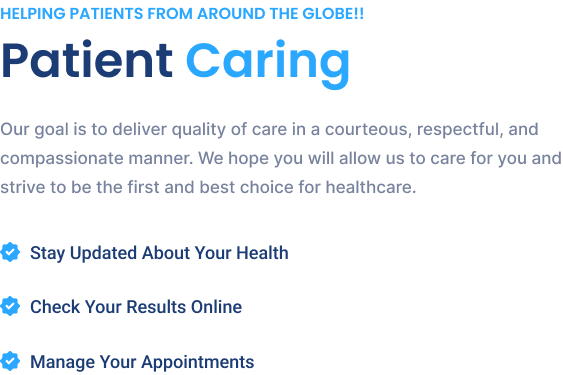 HELPING PATIENTS FROM AROUND THE GLOBE!!
Patient Caring
Our goal is to deliver quality of care in a courteous, respectful, and
compassionate manner. We hope you will allow us to care for you and
strive to be the first and best choice for healthcare.
Stay Updated About Your Health
Check Your Results Online
Manage Your Appointments